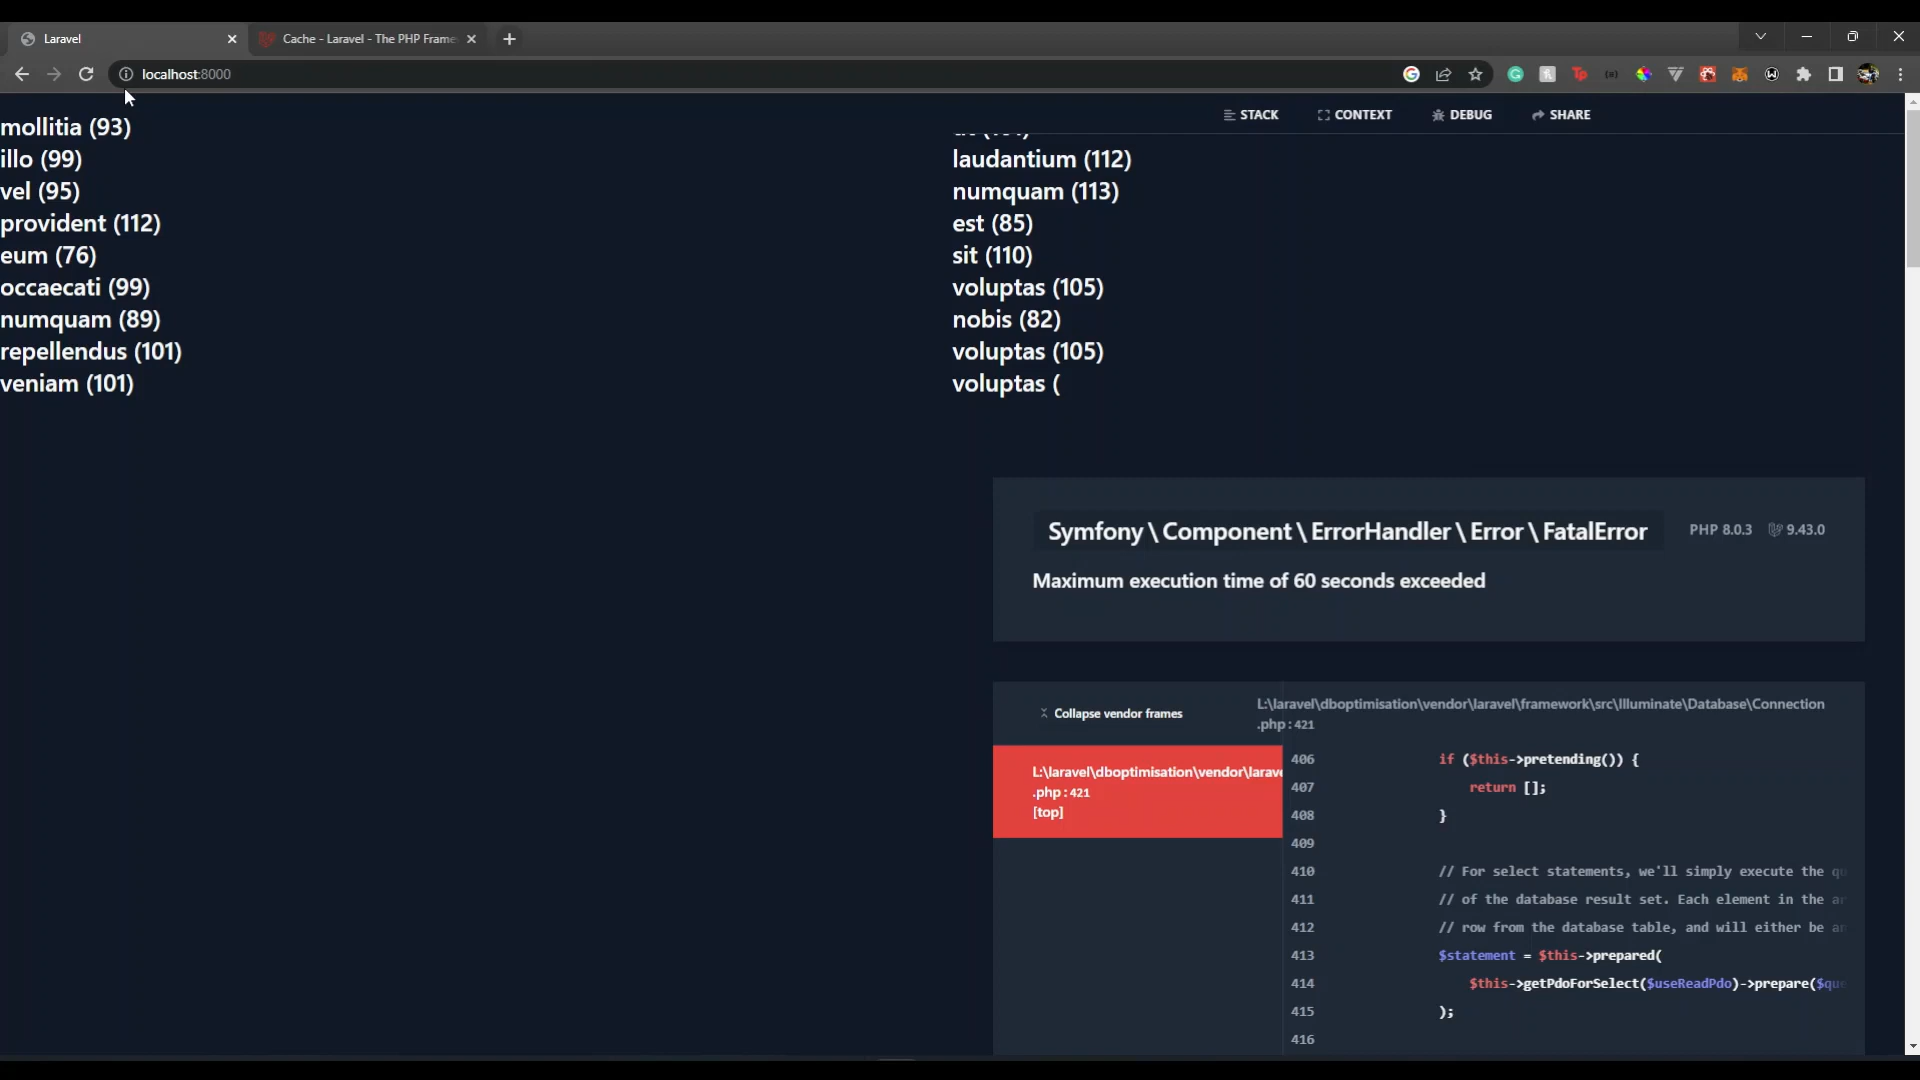 Laravel
Cache - Laravel - The PHP Frame
localhost:8000
STACK
CONTEXT
DEBUG
SHARE
mollitia (93)
illo (99)
vel (95)
provident (112)
eum (76)
occaecati (99)
numquam (89)
repellendus (101)
veniam (101)
laudantium (112)
numquam (113)
est (85)
sit (110)
voluptas (105)
nobis (82)
voluptas (105)
voluptas (
Symfony \ Component \ ErrorHandler \ Error \ FatalError
PHP 8.0.3
9.43.0
Maximum execution time of 60 seconds exceeded
Collapse vendor frames
L:\laravel\dboptimisation\vendor\larave
.php : 421
[top]
L:\laravel\dboptimisation\vendor\laravel\framework\src\Illuminate\Database\Connection
.php : 421
406 if ($this->pretending()) {
407 return [];
408 }
409
410 // For select statements, we'll simply execute the qu
411 // of the database result set. Each element in the ar
412 // row from the database table, and will either be an
413 $statement = $this->prepared(
414 $this->getPdoForSelect($useReadPdo)->prepare($que
415 );
416